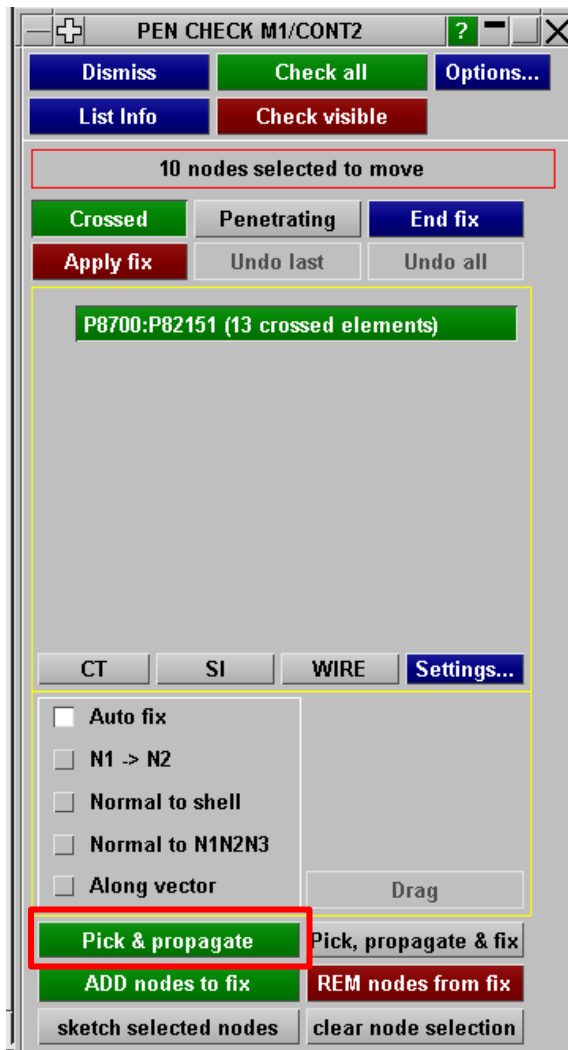 PEN CHECK M1/CONT2 ?
Dismiss Check all Options...
List Info Check visible
10 nodes selected to move
Crossed Penetrating End fix
Apply fix Undo last Undo all
P8700:P82151 (13 crossed elements)
CT SI WIRE Settings...
Auto fix
N1 -> N2
Normal to shell
Normal to N1N2N3
Along vector Drag
Pick & propagate Pick, propagate & fix
ADD nodes to fix REM nodes from fix
sketch selected nodes clear node selection